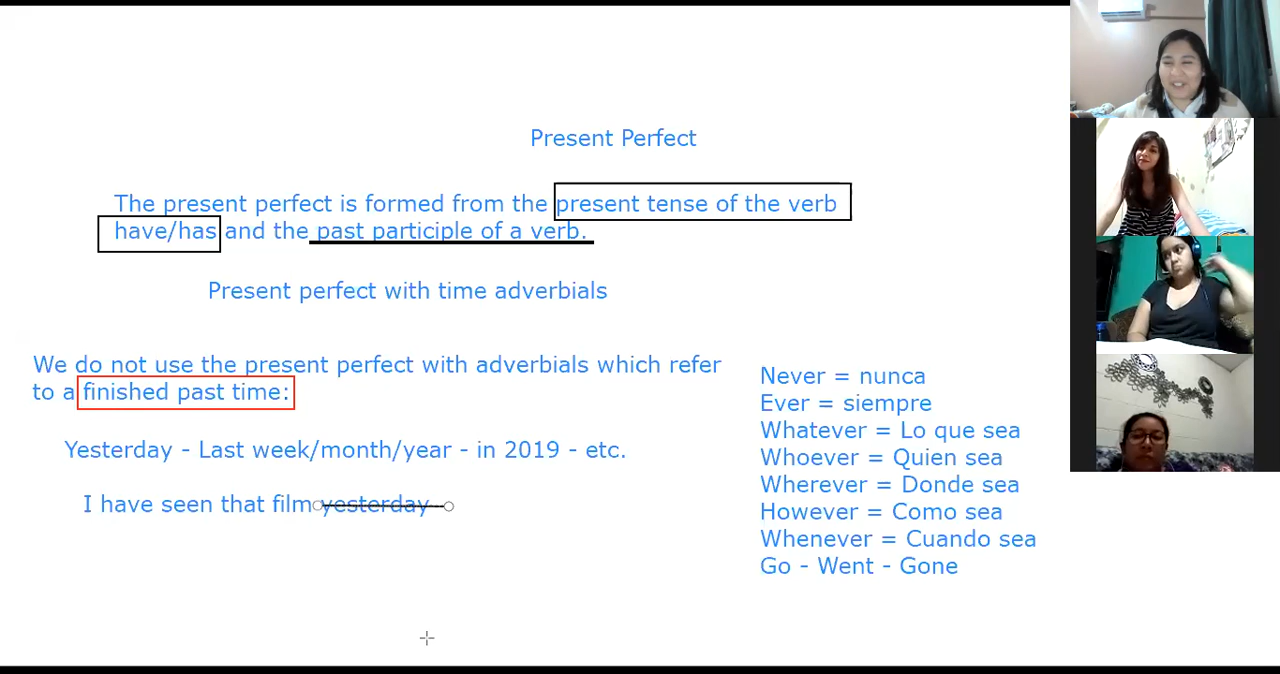 Present Perfect
The present perfect is formed from the present tense of the verb
have/has and the past participle of a verb.
Present perfect with time adverbials
We do not use the present perfect with adverbials which refer
to a finished past time:
Yesterday - Last week/month/year - in 2019 - etc.
I have seen that film yesterday
Never = nunca
Ever = siempre
Whatever = Lo que sea
Whoever = Quien sea
Wherever = Donde sea
However = Como sea
Whenever = Cuando sea
Go - Went - Gone